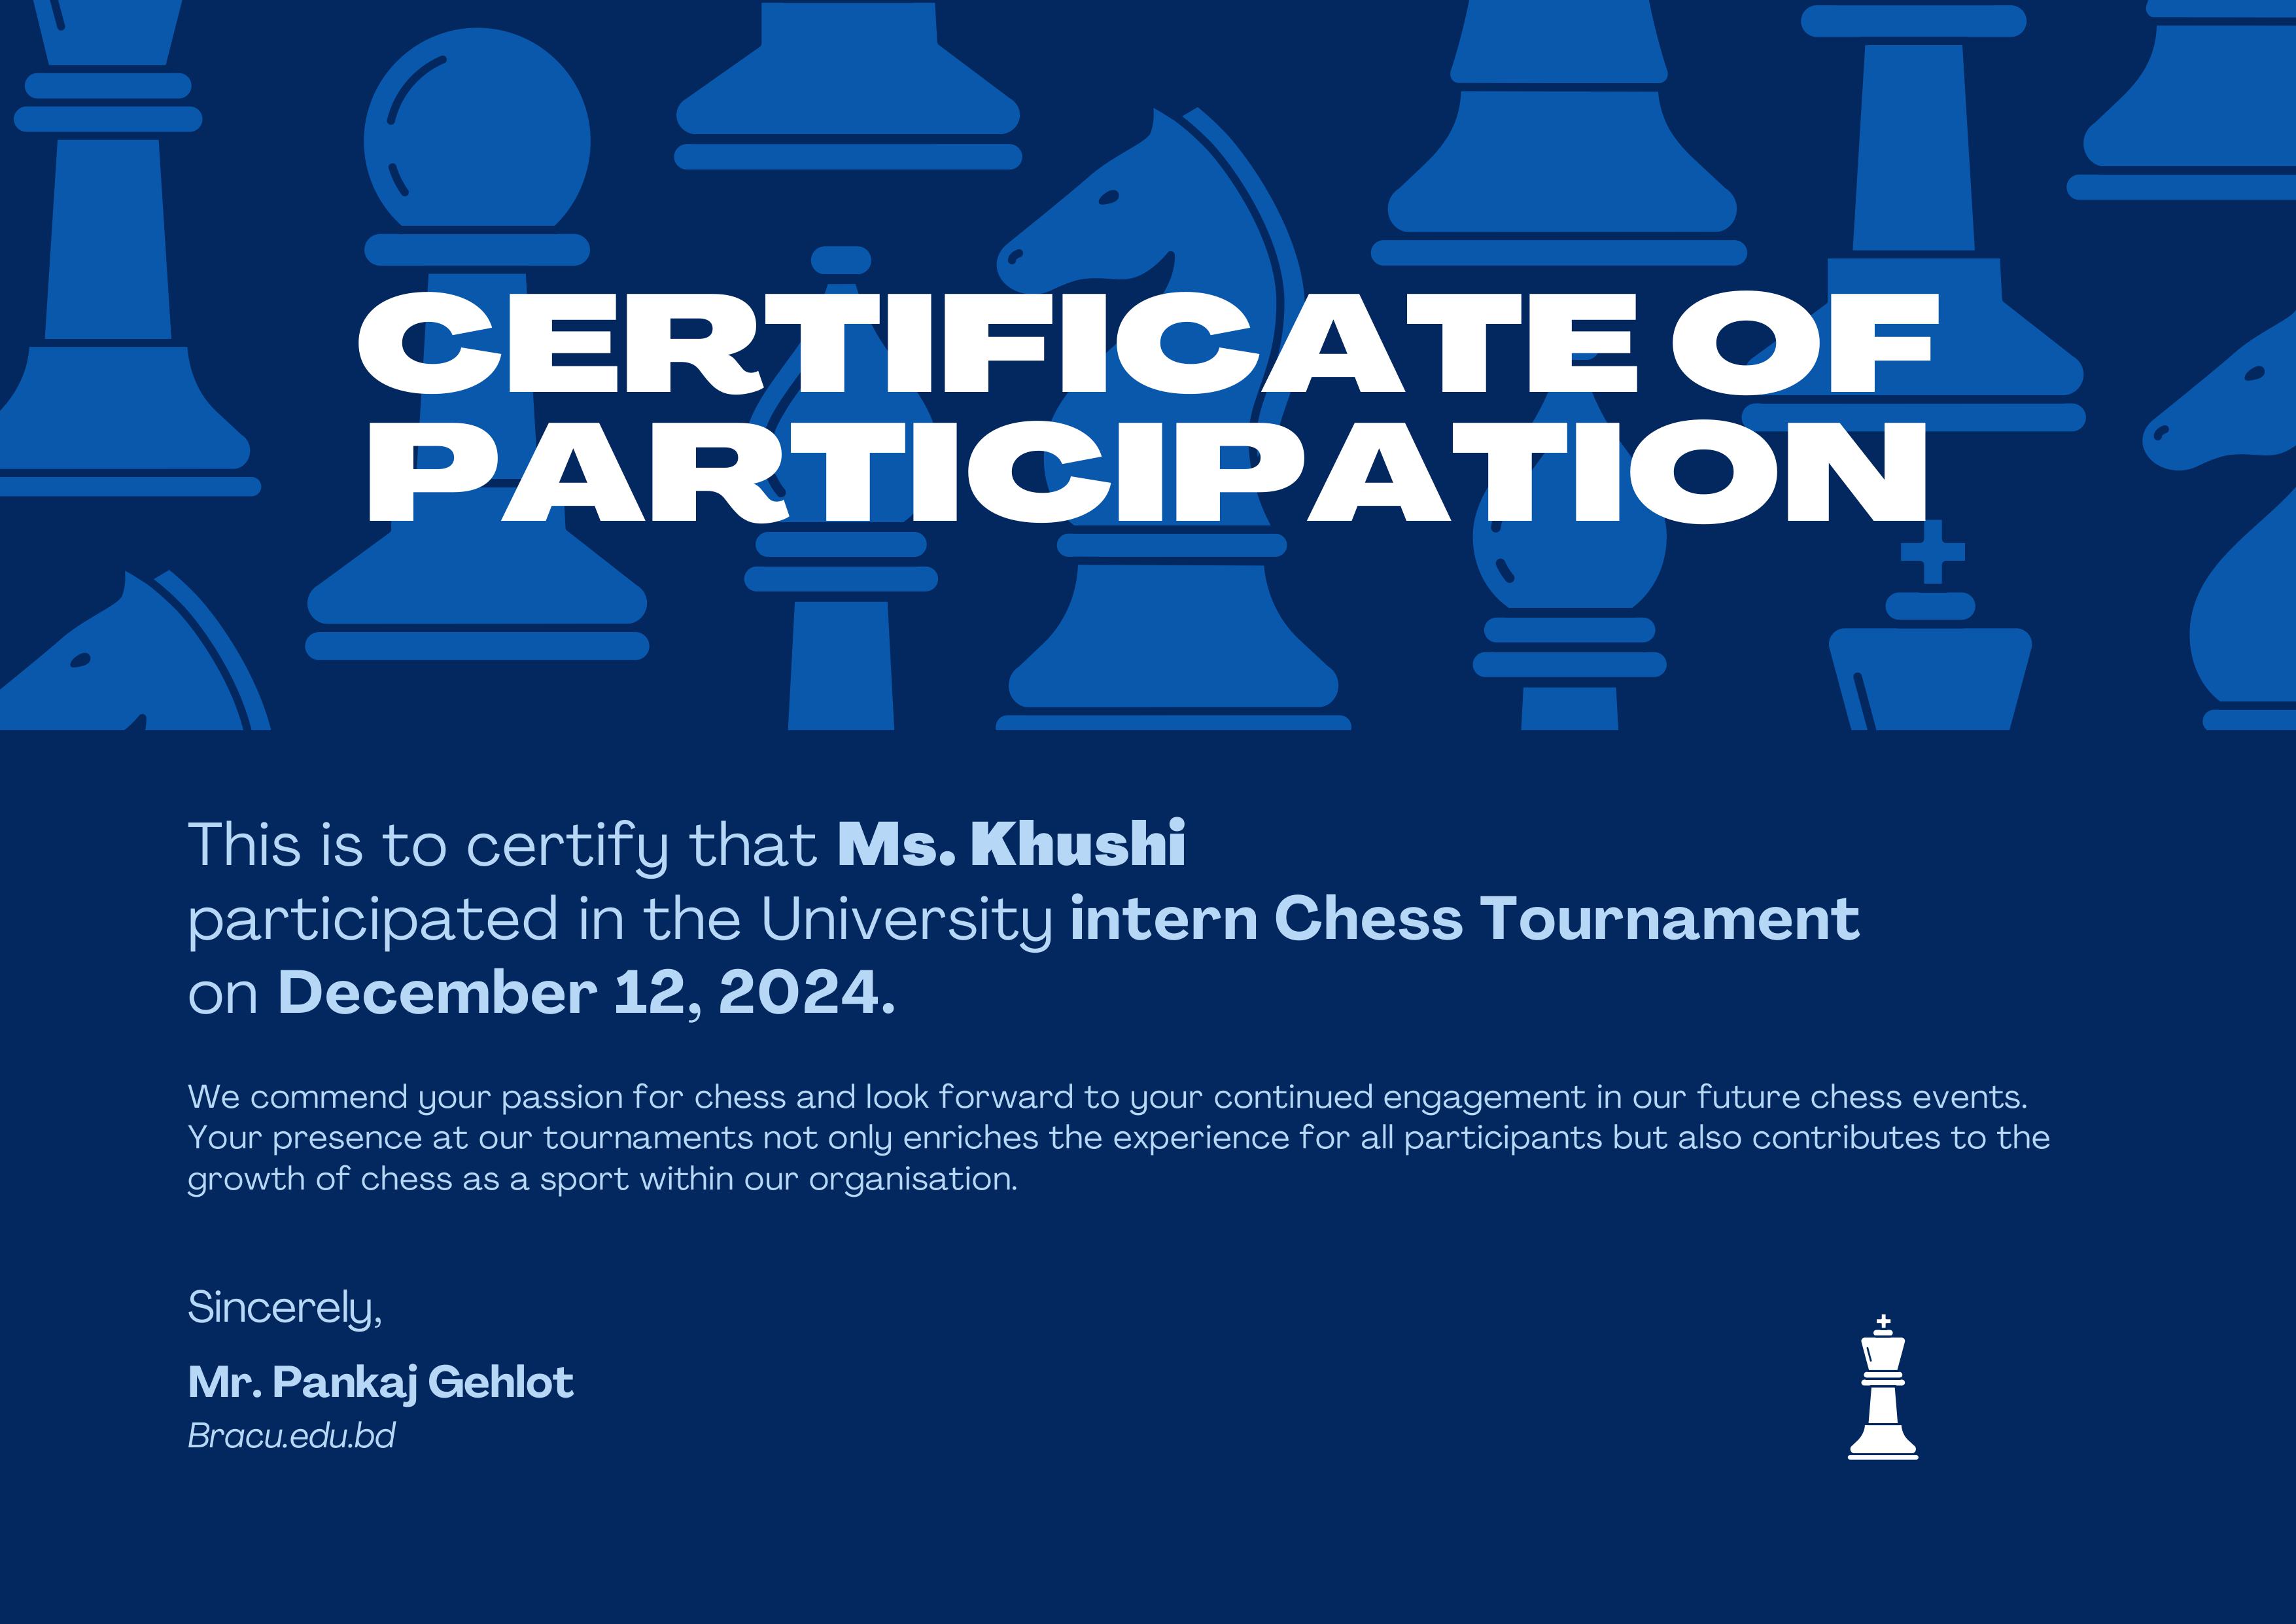 CERTIFICATE OF
PARTICIPATION
This is to certify that Ms. Khushi
participated in the University intern Chess Tournament
on December 12, 2024.
We commend your passion for chess and look forward to your continued engagement in our future chess events.
Your presence at our tournaments not only enriches the experience for all participants but also contributes to the
growth of chess as a sport within our organisation.
Sincerely,
Mr. Pankaj Gehlot
Bracu.edu.bd